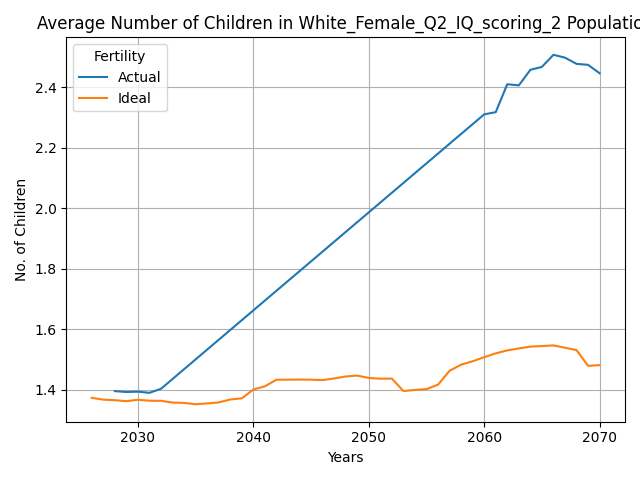 Average Number of Children in White_Female_Q2_IQ_scoring_2 Populatio
Fertility
Actual
Ideal
2.4
2.2
2.0
1.8
1.6
1.4
No. of Children
2030
2040
2050
2060
2070
Years